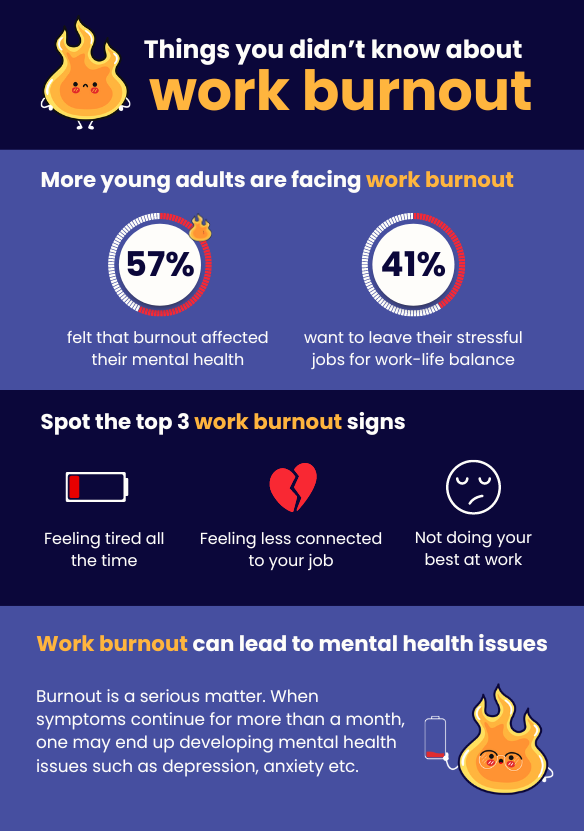 Things you didn’t know about
work burnout
More young adults are facing work burnout
57%
felt that burnout affected
their mental health
41%
want to leave their stressful
jobs for work-life balance
Spot the top 3 work burnout signs
Feeling tired all
the time
Feeling less connected
to your job
Not doing your
best at work
Work burnout can lead to mental health issues
Burnout is a serious matter. When
symptoms continue for more than a month,
one may end up developing mental health
issues such as depression, anxiety etc.